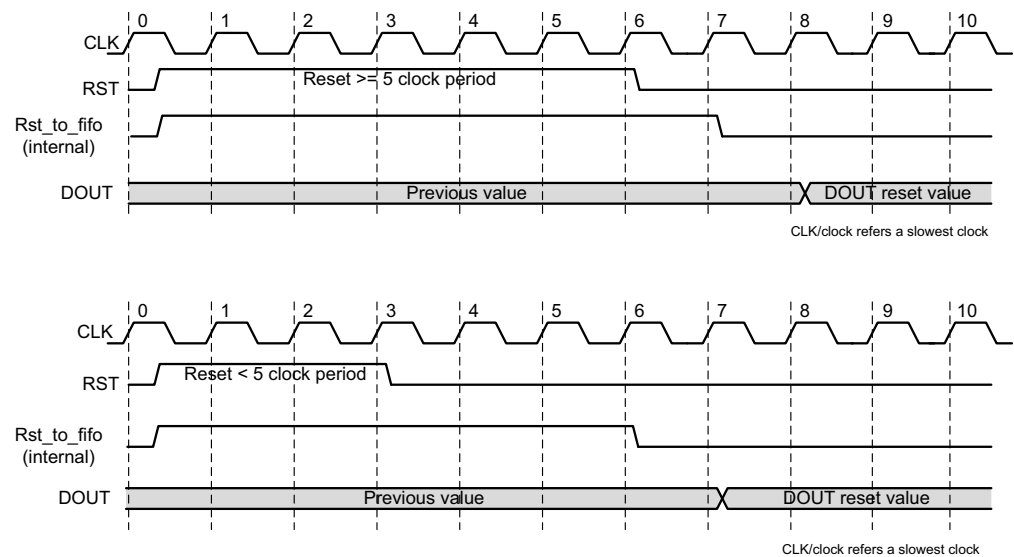 0 1 2 3 4 5 6 7 8 9 10
CLK
Reset >= 5 clock period
RST
Rst_to_fifo
(internal)
DOUT
Previous value
DOUT reset value
CLK/clock refers a slowest clock
0 1 2 3 4 5 6 7 8 9 10
CLK
Reset < 5 clock period
RST
Rst_to_fifo
(internal)
DOUT
Previous value
DOUT reset value
CLK/clock refers a slowest clock